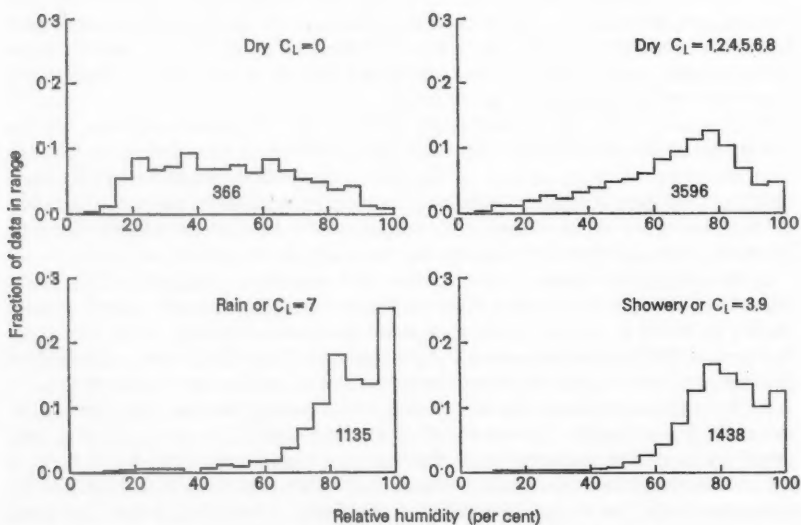 Dry C_L=0
Dry C_L=1,2,4,5,6,8
0·3
0·2
0·1
0·0
366
0 20 40 60 80 100
0·3
0·2
0·1
0·0
3596
0 20 40 60 80 100
Fraction of data in range
Rain or C_L=7
Showery or C_L=3,9
0·3
0·2
0·1
0·0
1135
0 20 40 60 80 100
0·3
0·2
0·1
0·0
1438
0 20 40 60 80 100
Relative humidity (per cent)